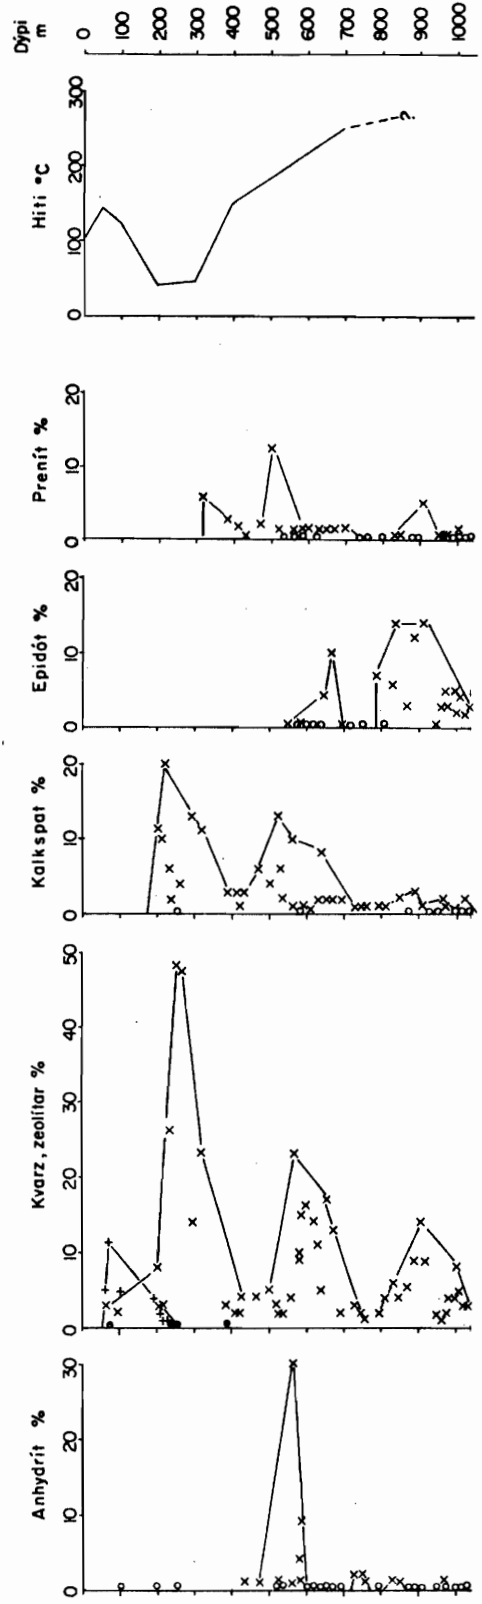 Dýpi
m
0 100 200 300 400 500 600 700 800 900 1000
Hiti °C
0 100 200 300
?
Prenít %
0 10 20
Epidót %
0 10 20
Kalkspat %
0 10 20
Kvarz, zeolítar %
0 10 20 30 40 50
Anhydrít %
0 10 20 30